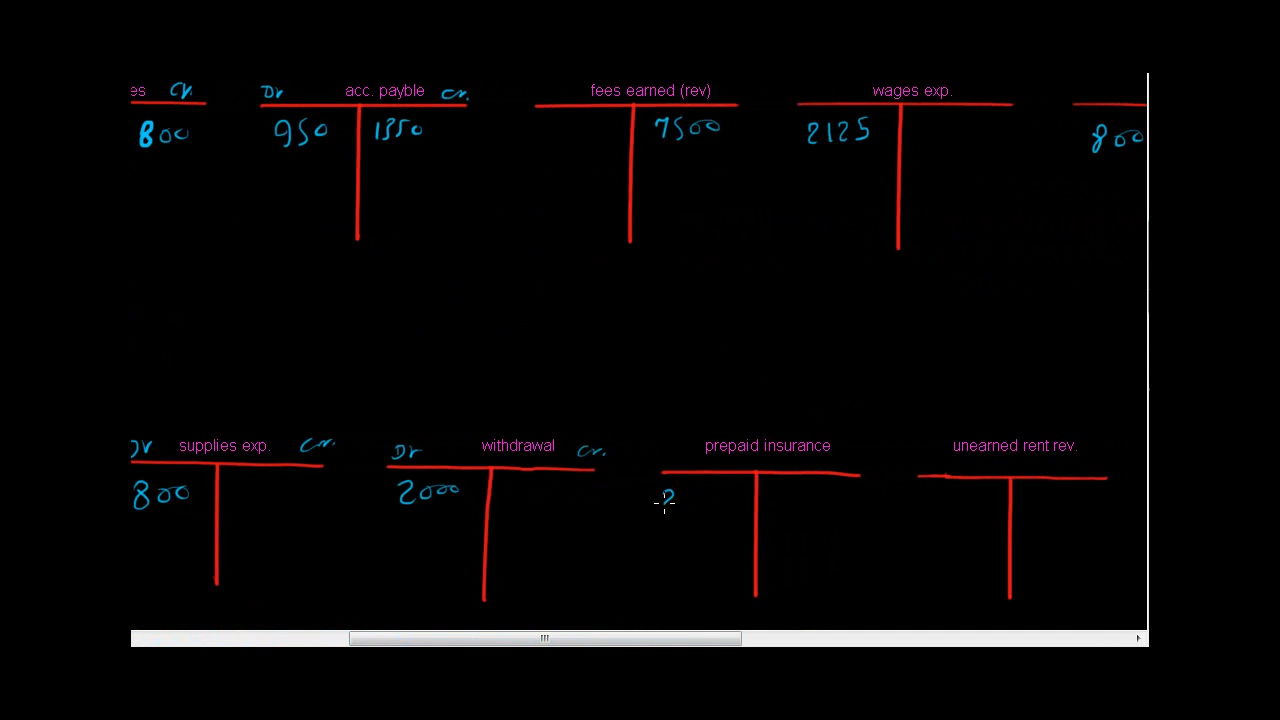 es Cr. Dr acc. payble Cr. fees earned (rev) wages exp.
800 950 1350 7500 2125 800
Dr supplies exp. Cr. Dr withdrawal Cr. prepaid insurance unearned rent rev.
800 2000 2